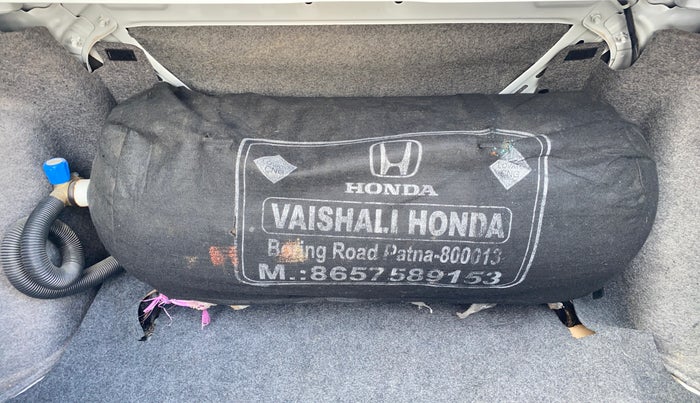 HONDA
CNG
CNG
VAISHALI HONDA
Boring Road Patna-800013
M.:8657589153